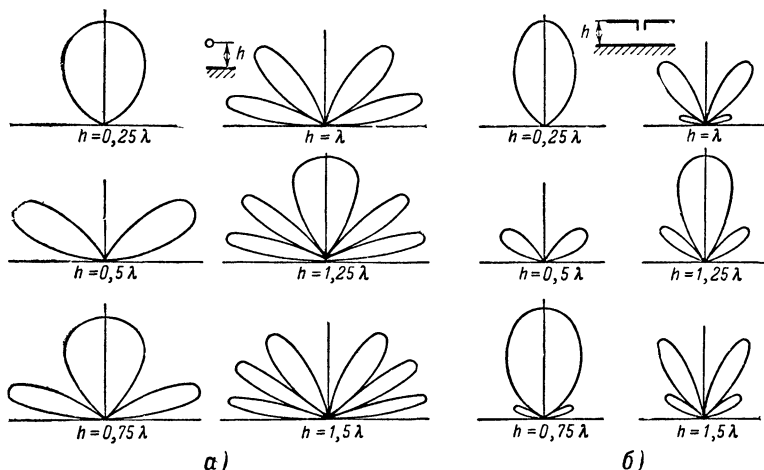 h
h
h=0,25 λ
h=λ
h=0,25 λ
h=λ
h=0,5 λ
h=1,25 λ
h=0,5 λ
h=1,25 λ
h=0,75 λ
h=1,5 λ
h=0,75 λ
h=1,5 λ
а)
б)